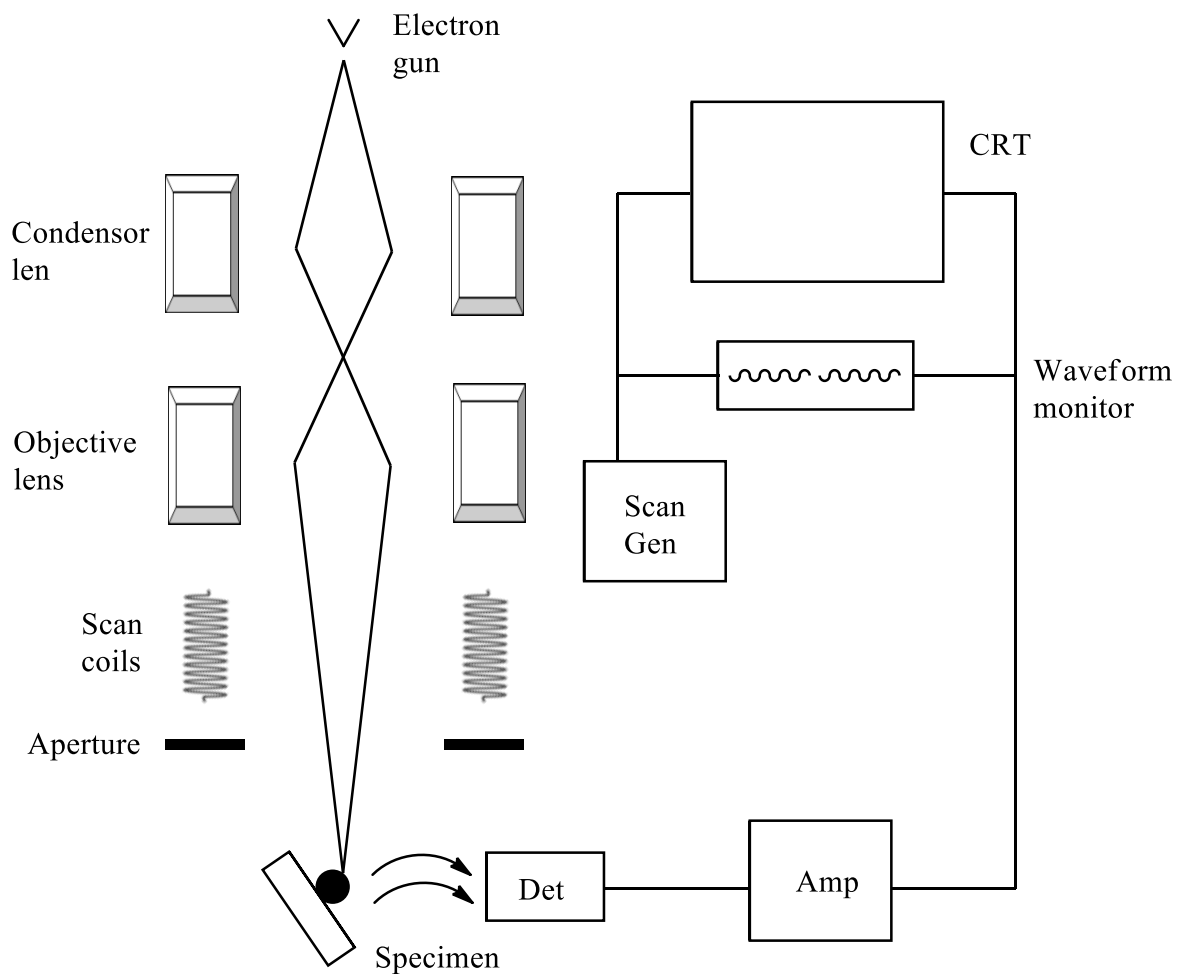 Electron
gun
CRT
Condensor
len
Waveform
monitor
Objective
lens
Scan
Gen
Scan
coils
Aperture
Det
Amp
Specimen